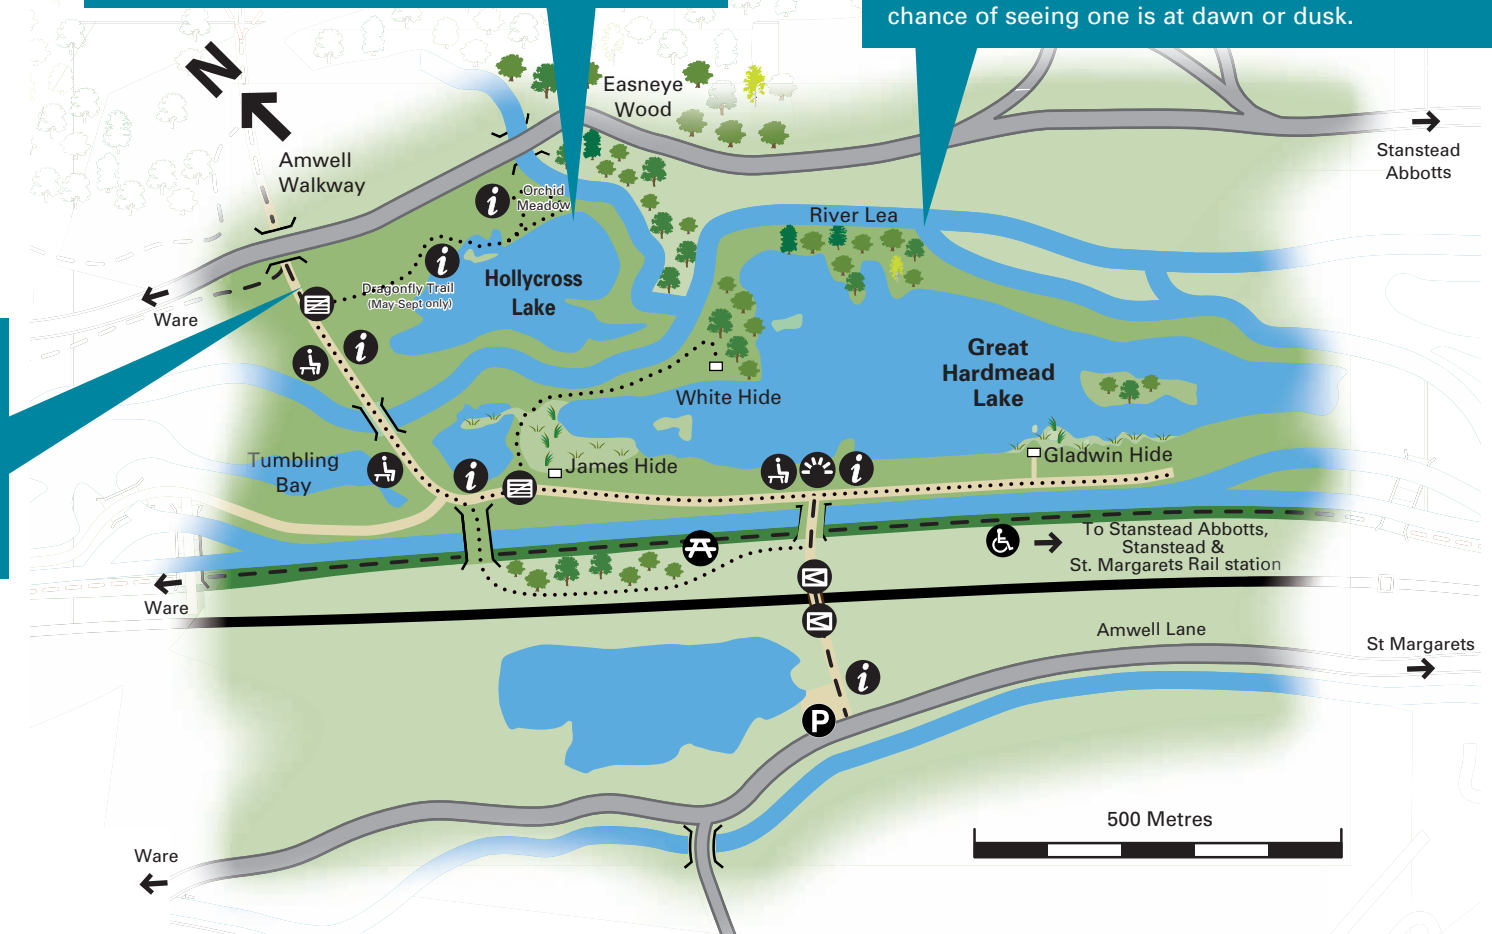 chance of seeing one is at dawn or dusk.
N
Easneye
Wood
Amwell
Walkway
Stanstead
Abbotts
Orchid
Meadow
River Lea
Hollycross
Lake
Dragonfly Trail
(May-Sept only)
Ware
Great
Hardmead
Lake
White Hide
Tumbling
Bay
James Hide
Gladwin Hide
To Stanstead Abbotts,
Stanstead &
St. Margarets Rail station
Ware
Amwell Lane
St Margarets
P
500 Metres
Ware
i
i
i
i
i
i